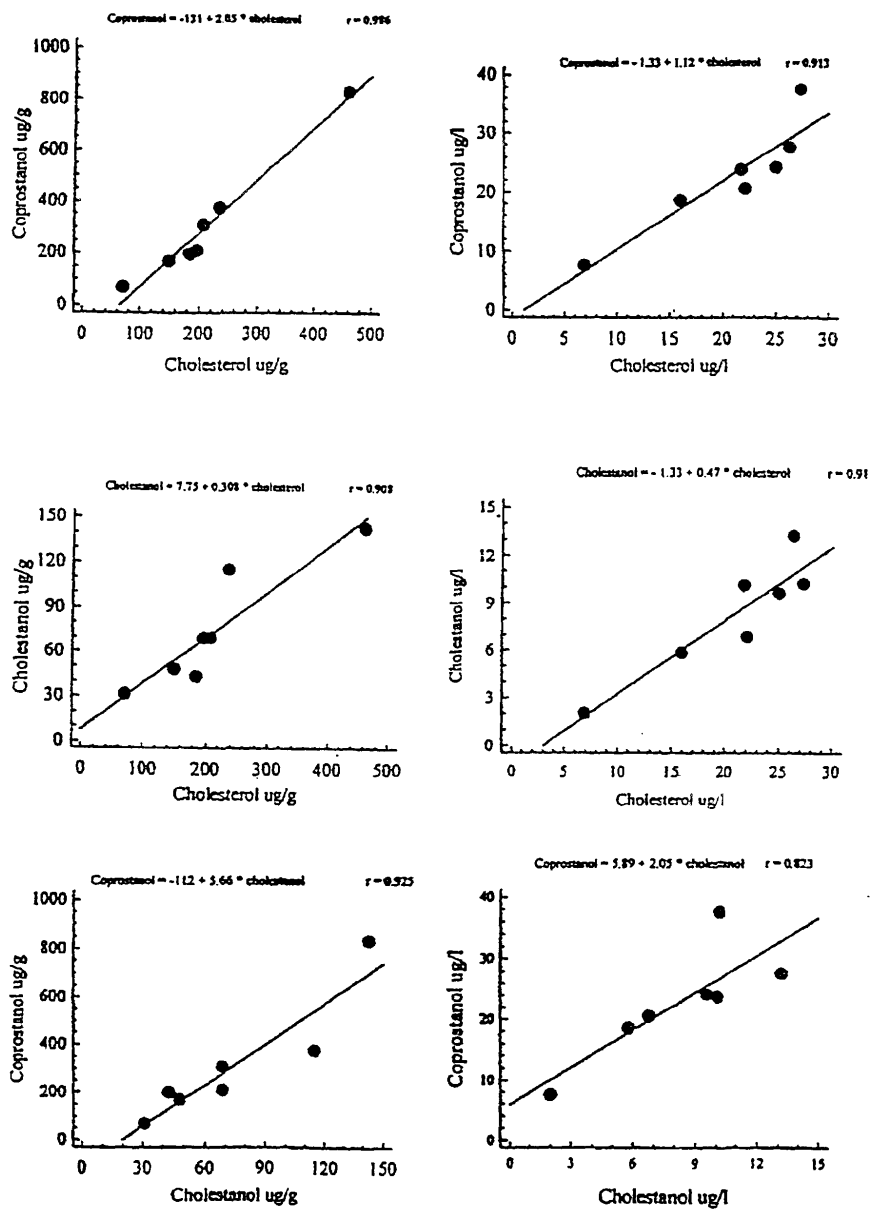 Coprostanol = -131 + 2.05 * cholesterol r = 0.986
1000
800
600
400
200
0
Coprostanol ug/g
0 100 200 300 400 500
Cholesterol ug/g
Coprostanol = -1.33 + 1.12 * cholesterol r = 0.913
40
30
20
10
0
Coprostanol ug/l
0 5 10 15 20 25 30
Cholesterol ug/l
Cholestanol = 7.75 + 0.308 * cholesterol r = 0.908
150
120
90
60
30
0
Cholestanol ug/g
0 100 200 300 400 500
Cholesterol ug/g
Cholestanol = -1.33 + 0.47 * cholesterol r = 0.91
15
12
9
6
3
0
Cholestanol ug/l
0 5 10 15 20 25 30
Cholesterol ug/l
Coprostanol = -112 + 5.66 * cholestanol r = 0.925
1000
800
600
400
200
0
Coprostanol ug/g
0 30 60 90 120 150
Cholestanol ug/g
Coprostanol = 5.89 + 2.05 * cholestanol r = 0.823
40
30
20
10
0
Coprostanol ug/l
0 3 6 9 12 15
Cholestanol ug/l